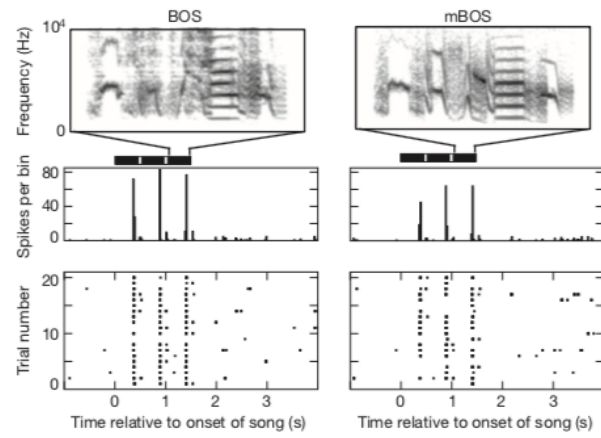 BOS
mBOS
Frequency (Hz)
10⁴
0
Spikes per bin
80
40
0
Trial number
20
10
0
0 1 2 3
0 1 2 3
Time relative to onset of song (s)
Time relative to onset of song (s)